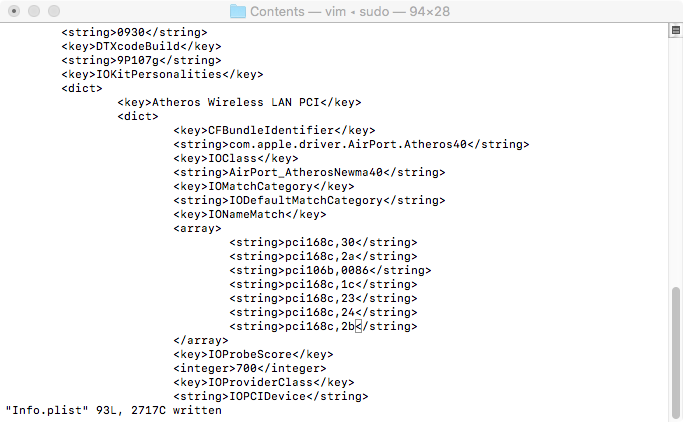 Contents — vim ◂ sudo — 94×28
<string>0930</string>
<key>DTXcodeBuild</key>
<string>9P107g</string>
<key>IOKitPersonalities</key>
<dict>
<key>Atheros Wireless LAN PCI</key>
<dict>
<key>CFBundleIdentifier</key>
<string>com.apple.driver.AirPort.Atheros40</string>
<key>IOClass</key>
<string>AirPort_AtherosNewma40</string>
<key>IOMatchCategory</key>
<string>IODefaultMatchCategory</string>
<key>IONameMatch</key>
<array>
<string>pci168c,30</string>
<string>pci168c,2a</string>
<string>pci106b,0086</string>
<string>pci168c,1c</string>
<string>pci168c,23</string>
<string>pci168c,24</string>
<string>pci168c,2b</string>
</array>
<key>IOProbeScore</key>
<integer>700</integer>
<key>IOProviderClass</key>
<string>IOPCIDevice</string>
"Info.plist" 93L, 2717C written